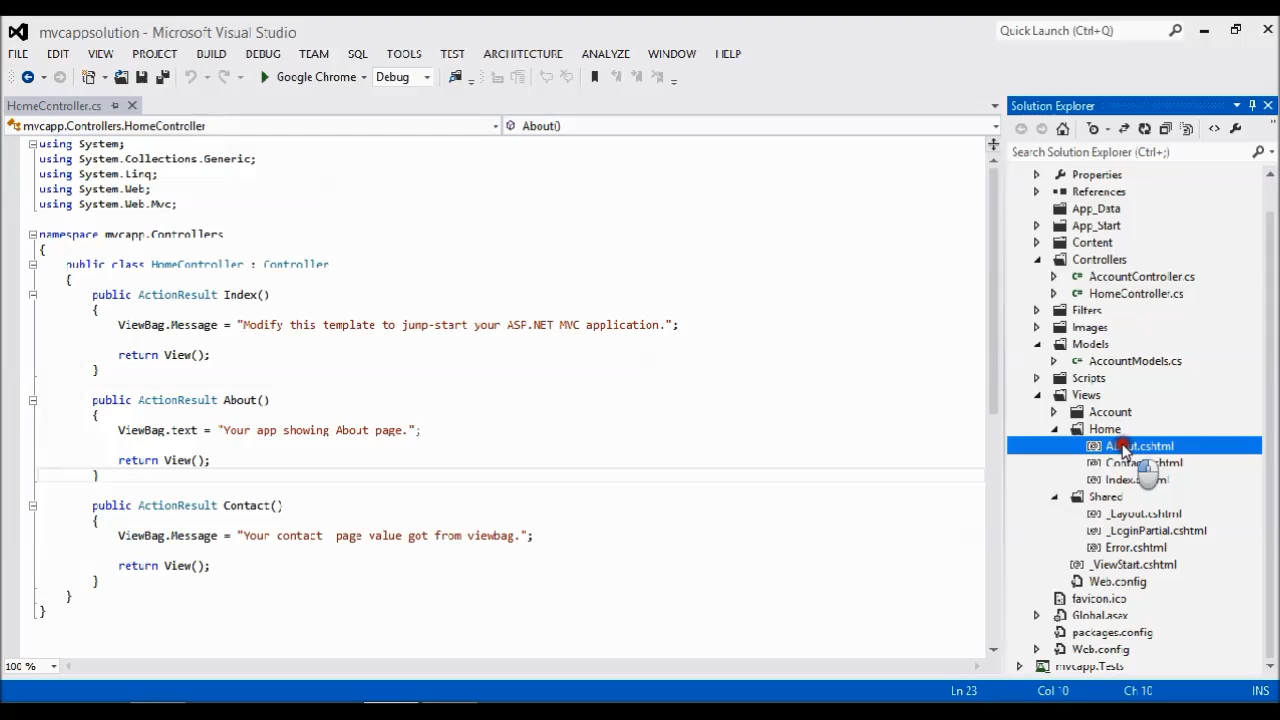 mvcappsolution - Microsoft Visual Studio
Quick Launch (Ctrl+Q)
FILE EDIT VIEW PROJECT BUILD DEBUG TEAM SQL TOOLS TEST ARCHITECTURE ANALYZE WINDOW HELP
Google Chrome Debug
HomeController.cs
mvcapp.Controllers.HomeController
About()
using System;
using System.Collections.Generic;
using System.Linq;
using System.Web;
using System.Web.Mvc;
namespace mvcapp.Controllers
{
public class HomeController : Controller
{
public ActionResult Index()
{
ViewBag.Message = "Modify this template to jump-start your ASP.NET MVC application.";
return View();
}
public ActionResult About()
{
ViewBag.text = "Your app showing About page.";
return View();
}
public ActionResult Contact()
{
ViewBag.Message = "Your contact  page value got from viewbag.";
return View();
}
}
}
100 %
Solution Explorer
Search Solution Explorer (Ctrl+;)
Properties
References
App_Data
App_Start
Content
Controllers
AccountController.cs
HomeController.cs
Filters
Images
Models
AccountModels.cs
Scripts
Views
Account
Home
Shared
_Layout.cshtml
_LoginPartial.cshtml
Error.cshtml
_ViewStart.cshtml
Web.config
favicon.ico
Global.asax
packages.config
Web.config
mvcapp.Tests
Ln 23 Col 10 Ch 10 INS